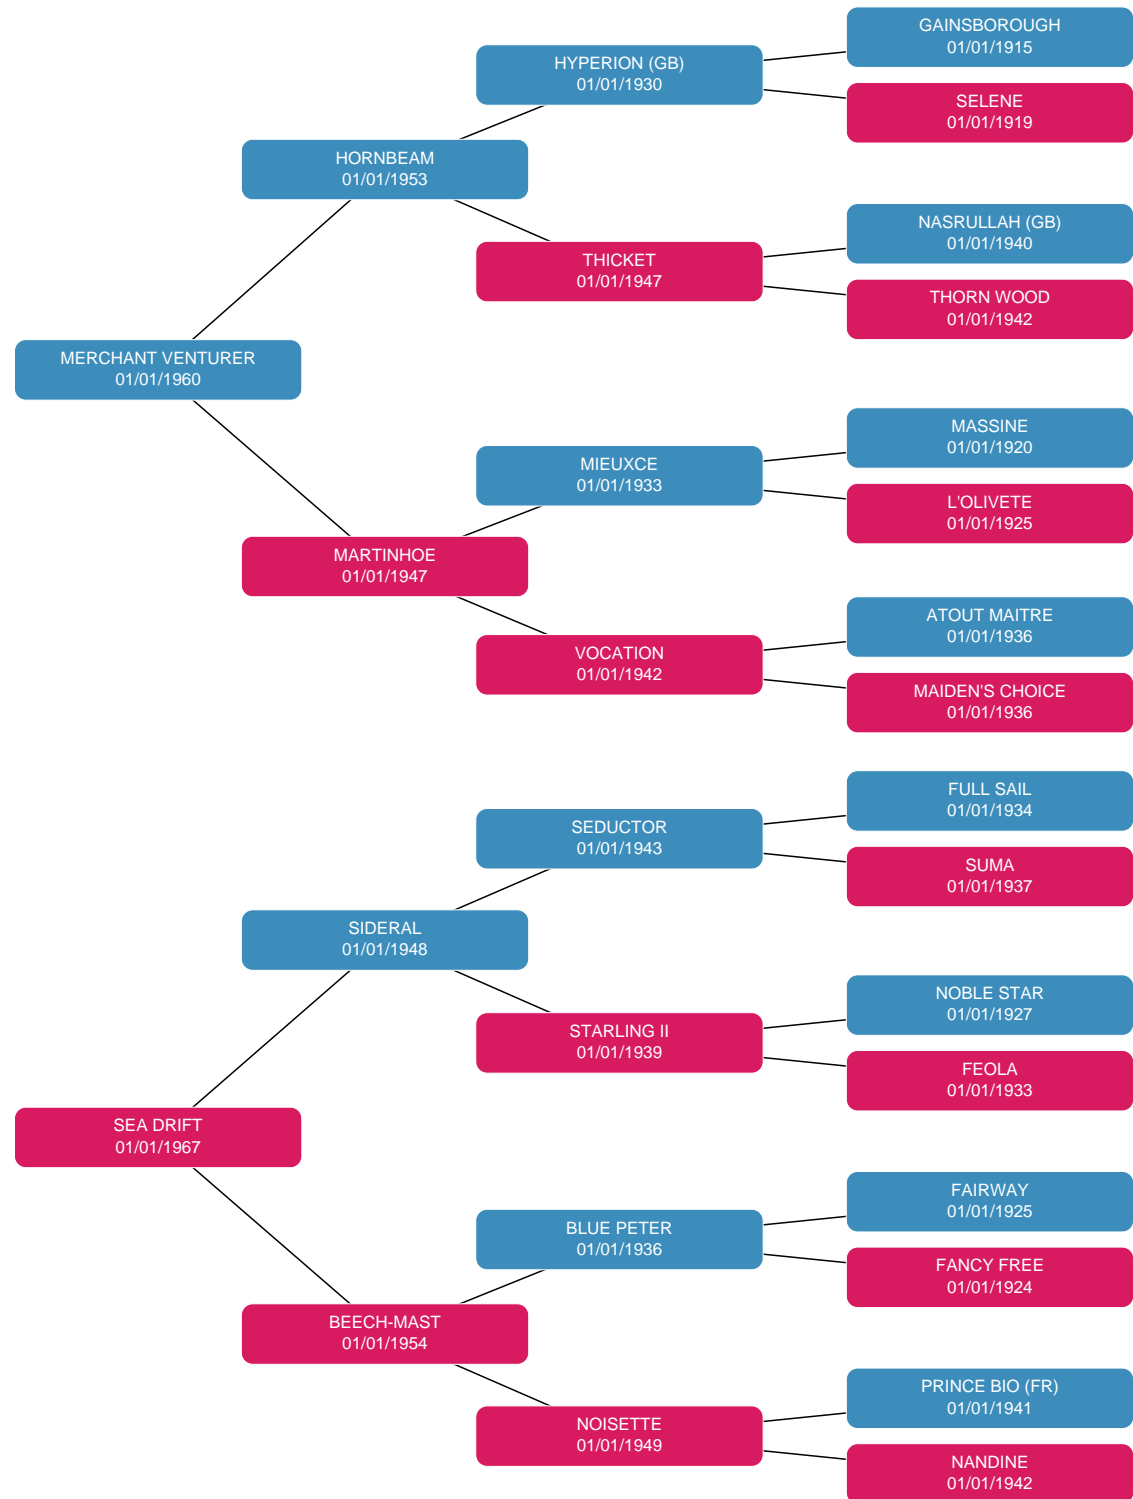 GAINSBOROUGH
01/01/1915
HYPERION (GB)
01/01/1930
SELENE
01/01/1919
HORNBEAM
01/01/1953
NASRULLAH (GB)
01/01/1940
THICKET
01/01/1947
THORN WOOD
01/01/1942
MERCHANT VENTURER
01/01/1960
MASSINE
01/01/1920
MIEUXCE
01/01/1933
L'OLIVETE
01/01/1925
MARTINHOE
01/01/1947
ATOUT MAITRE
01/01/1936
VOCATION
01/01/1942
MAIDEN'S CHOICE
01/01/1936
FULL SAIL
01/01/1934
SEDUCTOR
01/01/1943
SUMA
01/01/1937
SIDERAL
01/01/1948
NOBLE STAR
01/01/1927
STARLING II
01/01/1939
FEOLA
01/01/1933
SEA DRIFT
01/01/1967
FAIRWAY
01/01/1925
BLUE PETER
01/01/1936
FANCY FREE
01/01/1924
BEECH-MAST
01/01/1954
PRINCE BIO (FR)
01/01/1941
NOISETTE
01/01/1949
NANDINE
01/01/1942